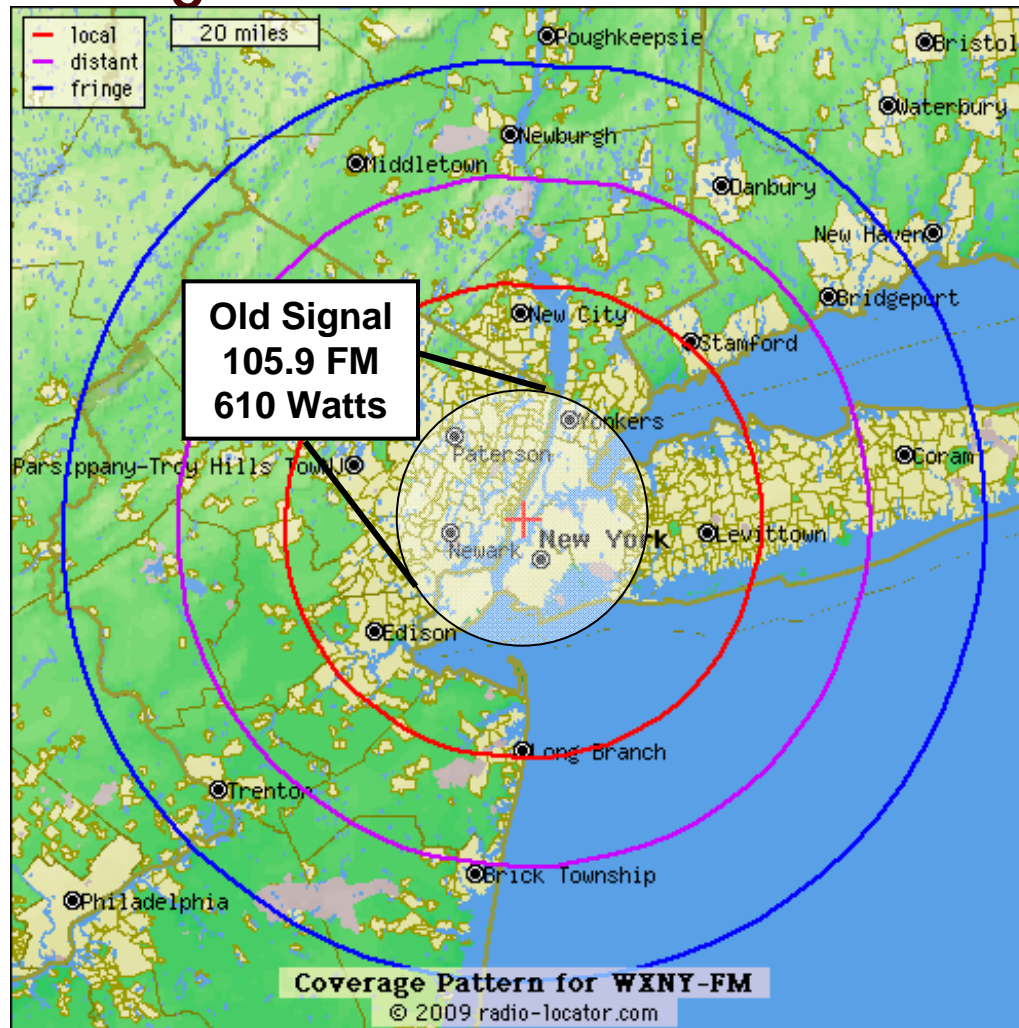 local
distant
fringe
20 miles
Poughkeepsie
Bristol
Waterbury
Newburgh
Middletown
Danbury
New Haven
Bridgeport
Old Signal
105.9 FM
610 Watts
New City
Stamford
Yonkers
Paterson
Parsippany-Troy Hills Tow NJ
Coram
Newark
New York
Levittown
Edison
Long Branch
Trenton
Brick Township
Philadelphia
Coverage Pattern for WXNY-FM
© 2009 radio-locator.com